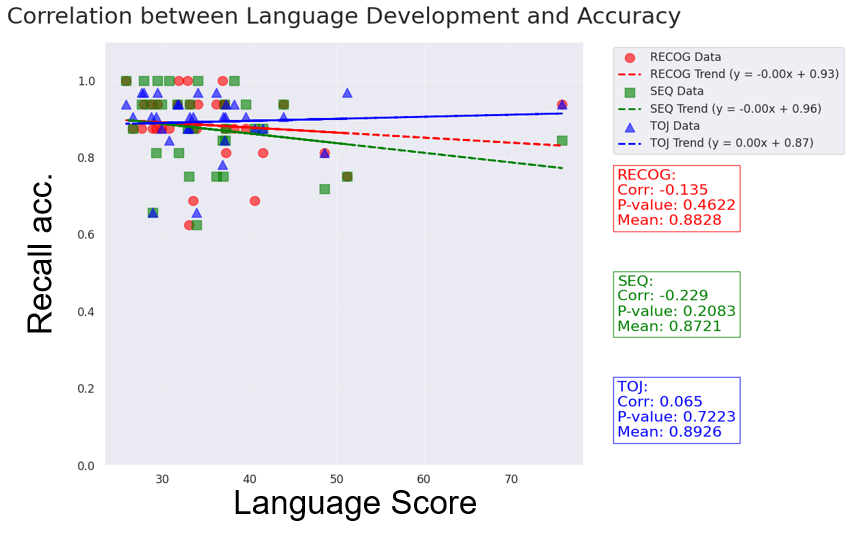 Correlation between Language Development and Accuracy
Recall acc.
1.0
0.8
0.6
0.4
0.2
0.0
30 40 50 60 70
Language Score
RECOG Data
RECOG Trend (y = -0.00x + 0.93)
SEQ Data
SEQ Trend (y = -0.00x + 0.96)
TOJ Data
TOJ Trend (y = 0.00x + 0.87)
RECOG:
Corr: -0.135
P-value: 0.4622
Mean: 0.8828
SEQ:
Corr: -0.229
P-value: 0.2083
Mean: 0.8721
TOJ:
Corr: 0.065
P-value: 0.7223
Mean: 0.8926